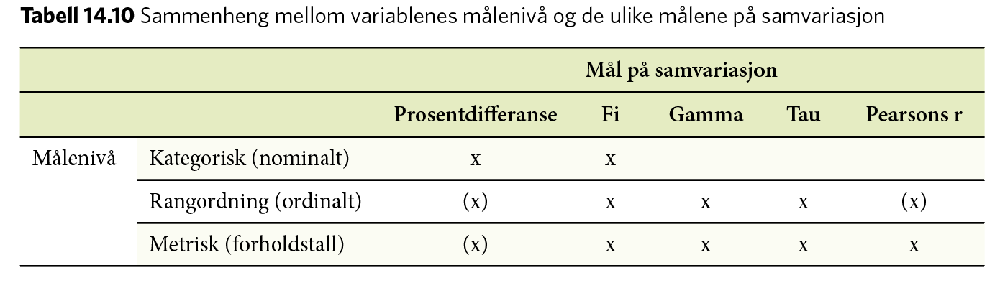 Tabell 14.10 Sammenheng mellom variablenes målenivå og de ulike målene på samvariasjon
Mål på samvariasjon
Prosentdifferanse Fi Gamma Tau Pearsons r
Målenivå Kategorisk (nominalt) x x
Rangordning (ordinalt) (x) x x x (x)
Metrisk (forholdstall) (x) x x x x